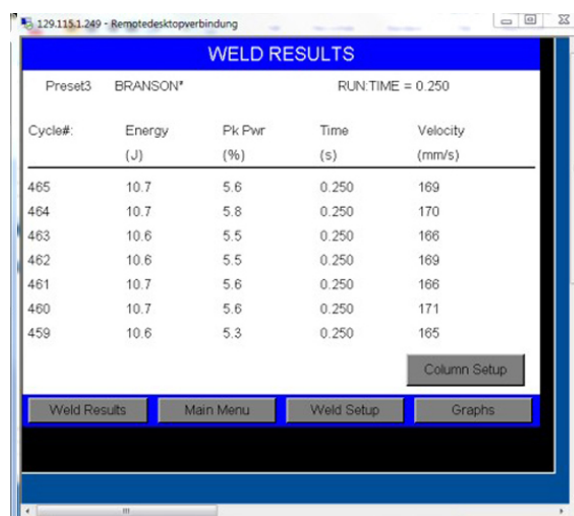 129.115.1.249 - Remotedesktopverbindung
WELD RESULTS
Preset3 BRANSON* RUN:TIME = 0.250
Cycle#: Energy Pk Pwr Time Velocity
(J) (%) (s) (mm/s)
465 10.7 5.6 0.250 169
464 10.7 5.8 0.250 170
463 10.6 5.5 0.250 166
462 10.6 5.5 0.250 169
461 10.7 5.6 0.250 166
460 10.7 5.6 0.250 171
459 10.6 5.3 0.250 165
Column Setup
Weld Results Main Menu Weld Setup Graphs